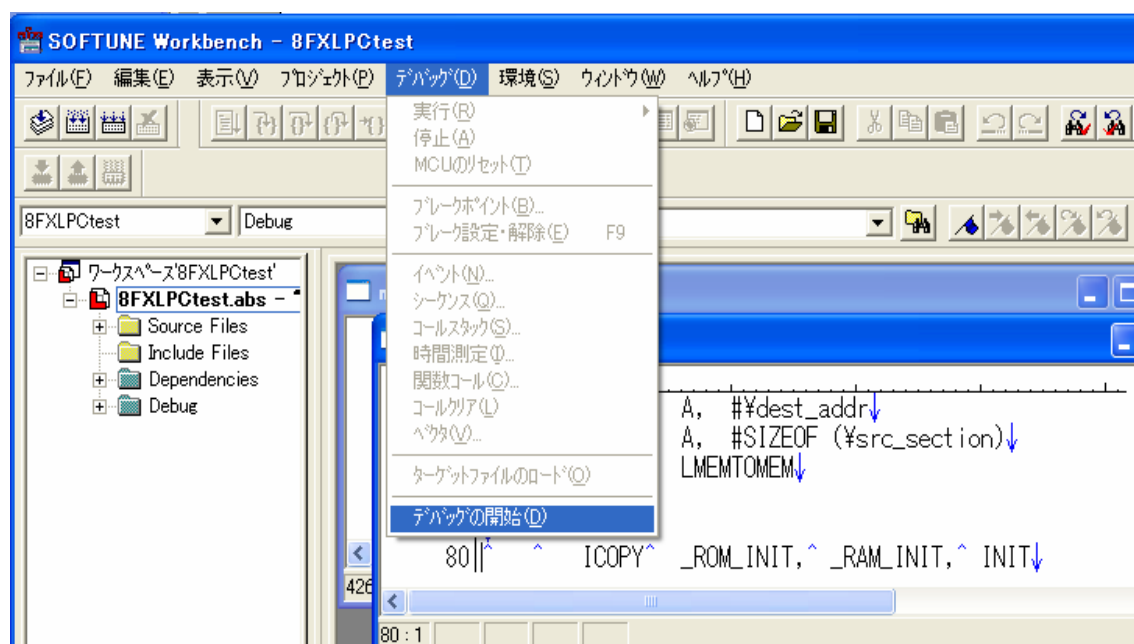 SOFTUNE Workbench - 8FXLPCtest
ファイル(F) 編集(E) 表示(V) プロジェクト(P) デバッグ(D) 環境(S) ウィンドウ(W) ヘルプ(H)
実行(R)
停止(A)
MCUのリセット(T)
ブレークポイント(B)...
ブレーク設定・解除(E) F9
イベント(N)...
シーケンス(Q)...
コールスタック(S)...
時間測定(I)...
関数コール(C)...
コールクリア(L)
ベクタ(V)...
ターゲットファイルのロード(O)
デバッグの開始(D)
8FXLPCtest Debug
ワークスペース'8FXLPCtest'
8FXLPCtest.abs -
Source Files
Include Files
Dependencies
Debug
A, #¥dest_addr↓
A, #SIZEOF (¥src_section)↓
LMEMTOMEM↓
80 ^ ^ ICOPY^ _ROM_INIT,^ _RAM_INIT,^ INIT↓
426
80 : 1